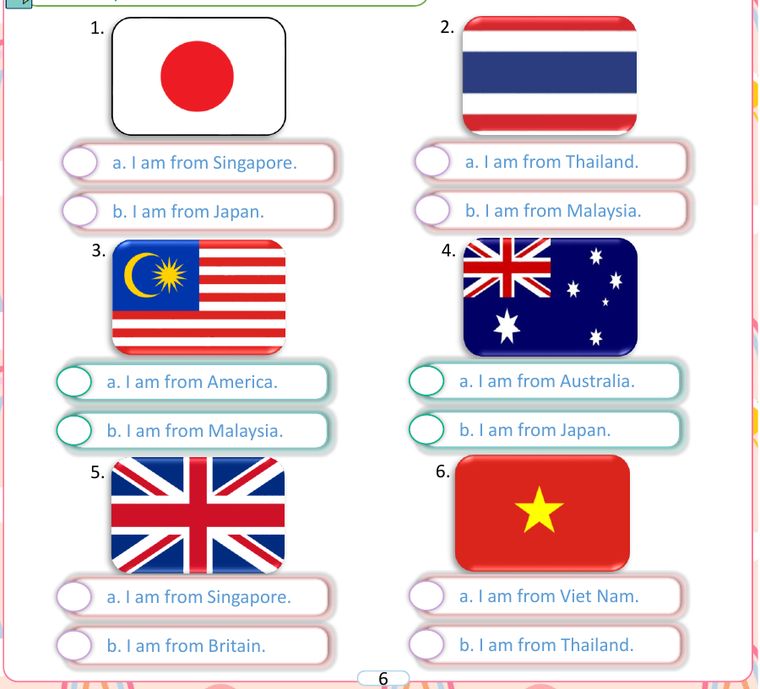 1.
a. I am from Singapore.
b. I am from Japan.
2.
a. I am from Thailand.
b. I am from Malaysia.
3.
a. I am from America.
b. I am from Malaysia.
4.
a. I am from Australia.
b. I am from Japan.
5.
a. I am from Singapore.
b. I am from Britain.
6.
a. I am from Viet Nam.
b. I am from Thailand.
6